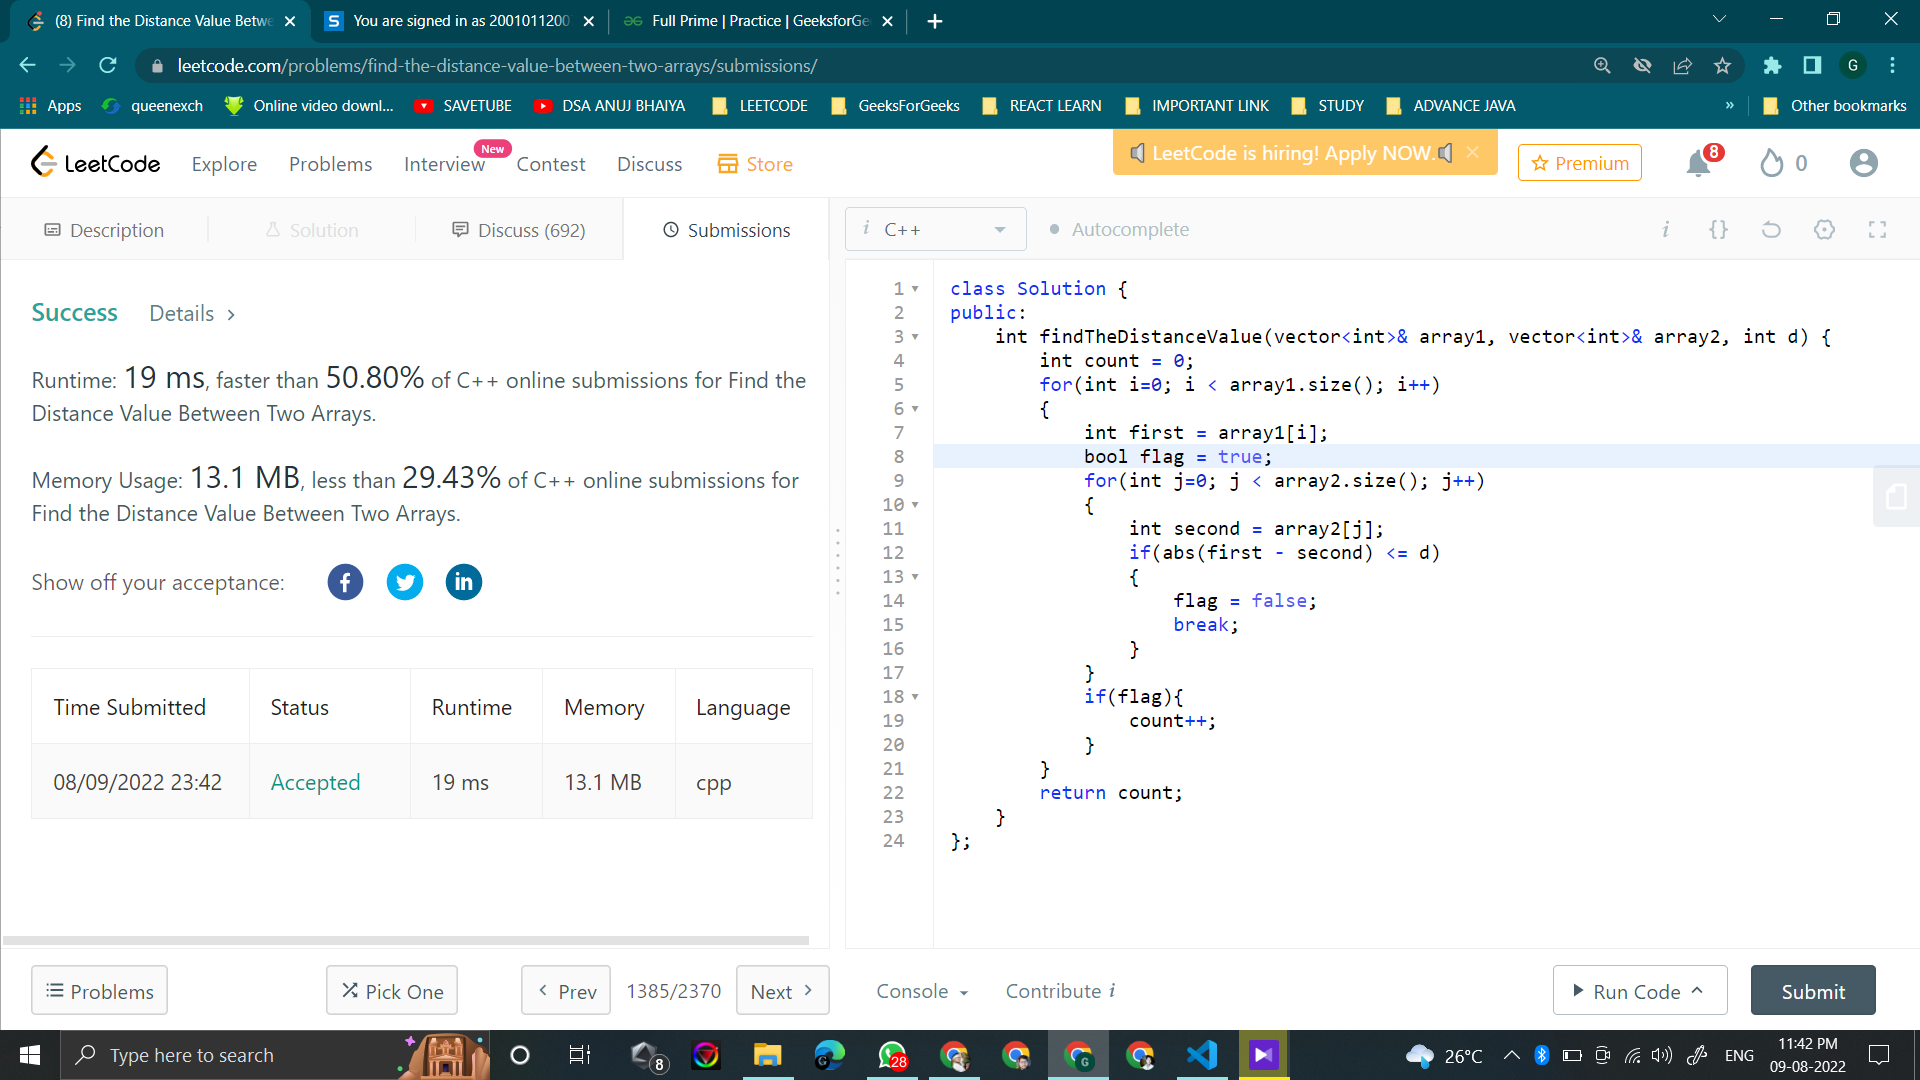 (8) Find the Distance Value Betwe
You are signed in as 2001011200
Full Prime | Practice | GeeksforGe
leetcode.com/problems/find-the-distance-value-between-two-arrays/submissions/
G
Apps
queenexch
Online video downl...
SAVETUBE
DSA ANUJ BHAIYA
LEETCODE
GeeksForGeeks
REACT LEARN
IMPORTANT LINK
STUDY
ADVANCE JAVA
»
Other bookmarks
LeetCode
Explore
Problems
Interview
New
Contest
Discuss
Store
LeetCode is hiring! Apply NOW.
Premium
8
0
Description
Solution
Discuss (692)
Submissions
i C++
Autocomplete
i
{}
Success
Details
Runtime: 19 ms, faster than 50.80% of C++ online submissions for Find the
Distance Value Between Two Arrays.
Memory Usage: 13.1 MB, less than 29.43% of C++ online submissions for
Find the Distance Value Between Two Arrays.
Show off your acceptance:
Time Submitted Status Runtime Memory Language
08/09/2022 23:42 Accepted 19 ms 13.1 MB cpp
1 class Solution {
2 public:
3 int findTheDistanceValue(vector<int>& array1, vector<int>& array2, int d) {
4 int count = 0;
5 for(int i=0; i < array1.size(); i++)
6 {
7 int first = array1[i];
8 bool flag = true;
9 for(int j=0; j < array2.size(); j++)
10 {
11 int second = array2[j];
12 if(abs(first - second) <= d)
13 {
14 flag = false;
15 break;
16 }
17 }
18 if(flag){
19 count++;
20 }
21 }
22 return count;
23 }
24 };
Problems
Pick One
Prev
1385/2370
Next
Console
Contribute i
Run Code
Submit
Type here to search
8
28
G
26°C
ENG
11:42 PM
09-08-2022